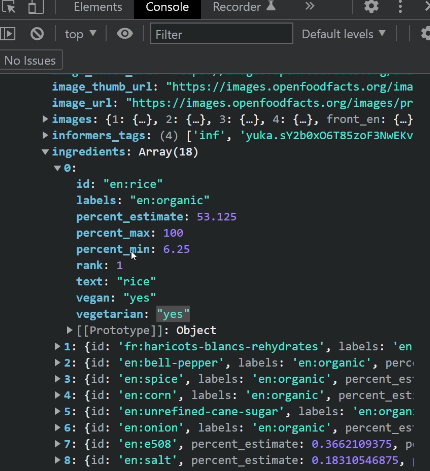 Elements Console Recorder »
top ▼ Filter Default levels ▼
No Issues
image_thumb_url: "https://images.openfoodfacts.org/ima
image_url: "https://images.openfoodfacts.org/images/pr
▶ images: {1: {…}, 2: {…}, 3: {…}, 4: {…}, front_en: {…}
▶ informers_tags: (4) ['inf', 'yuka.sY2b0xO6T85zoF3NwEKv
▼ ingredients: Array(18)
▼ 0:
id: "en:rice"
labels: "en:organic"
percent_estimate: 53.125
percent_max: 100
percent_min: 6.25
rank: 1
text: "rice"
vegan: "yes"
vegetarian: "yes"
▶ [[Prototype]]: Object
▶ 1: {id: 'fr:haricots-blancs-rehydrates', labels: 'en
▶ 2: {id: 'en:bell-pepper', labels: 'en:organic', perc
▶ 3: {id: 'en:spice', labels: 'en:organic', percent_est
▶ 4: {id: 'en:corn', labels: 'en:organic', percent_esti
▶ 5: {id: 'en:unrefined-cane-sugar', labels: 'en:organi
▶ 6: {id: 'en:onion', labels: 'en:organic', percent_est
▶ 7: {id: 'en:e508', percent_estimate: 0.3662109375, pe
▶ 8: {id: 'en:salt', percent_estimate: 0.18310546875, p